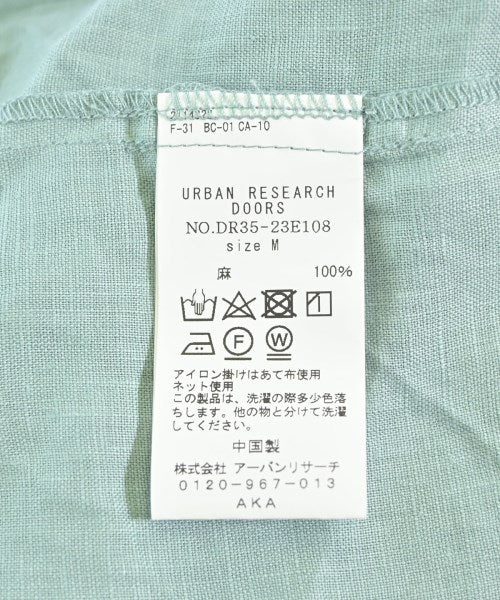 F-31 BC-01 CA-10
URBAN RESEARCH
DOORS
NO.DR35-23E108
size M
麻 100%
F W
アイロン掛けはあて布使用
ネット使用
この製品は、洗濯の際多少色落
ちします。他の物と分けて洗濯
してください。
中国製
株式会社 アーバンリサーチ
0120-967-013
AKA